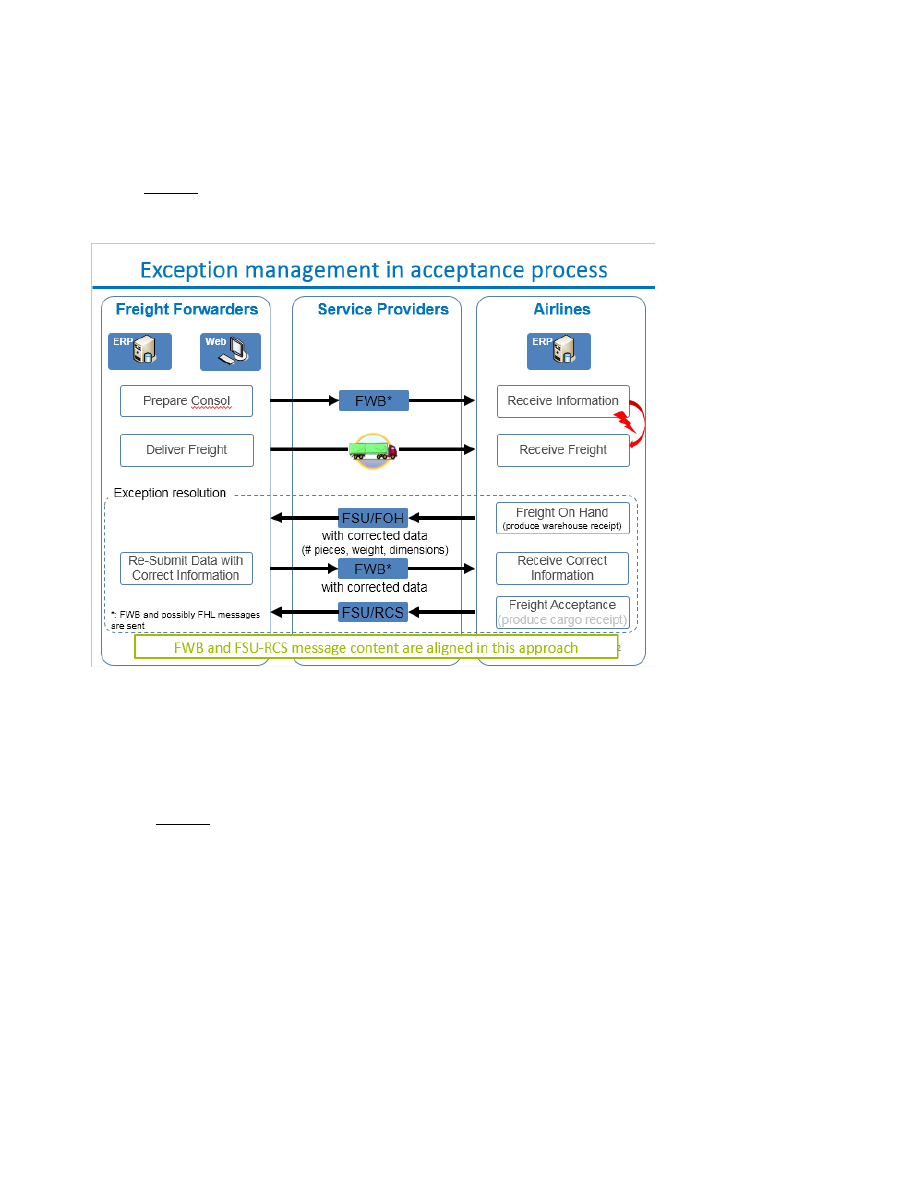 Exception management in acceptance process
Freight Forwarders
Service Providers
Airlines
ERP
Web
ERP
Prepare Consol
FWB*
Receive Information
Deliver Freight
Receive Freight
Exception resolution
FSU/FOH
Freight On Hand
(produce warehouse receipt)
with corrected data
(# pieces, weight, dimensions)
Re-Submit Data with
Correct Information
FWB*
Receive Correct
Information
with corrected data
FSU/RCS
Freight Acceptance
(produce cargo receipt)
*: FWB and possibly FHL messages
are sent
FWB and FSU-RCS message content are aligned in this approach
2